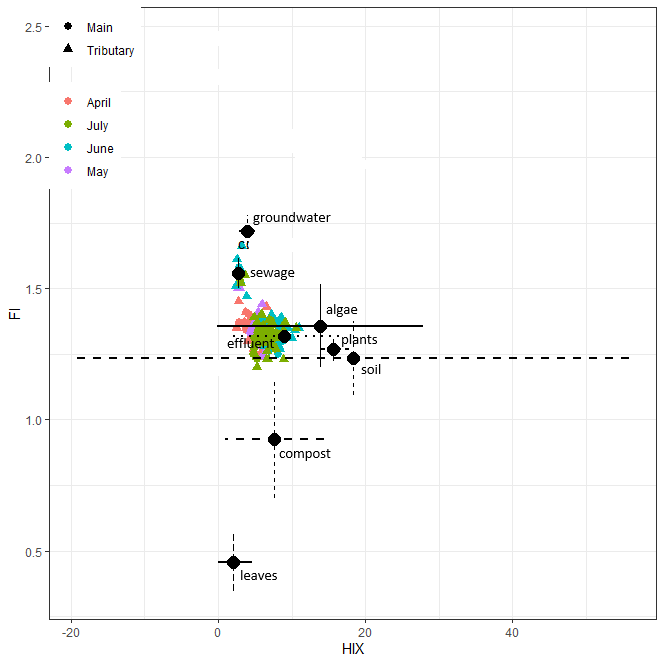 2.5
Main
Tributary
April
July
June
May
2.0
groundwater
sewage
1.5
algae
effluent
plants
soil
1.0
compost
0.5
leaves
FI
-20
0
20
40
HIX